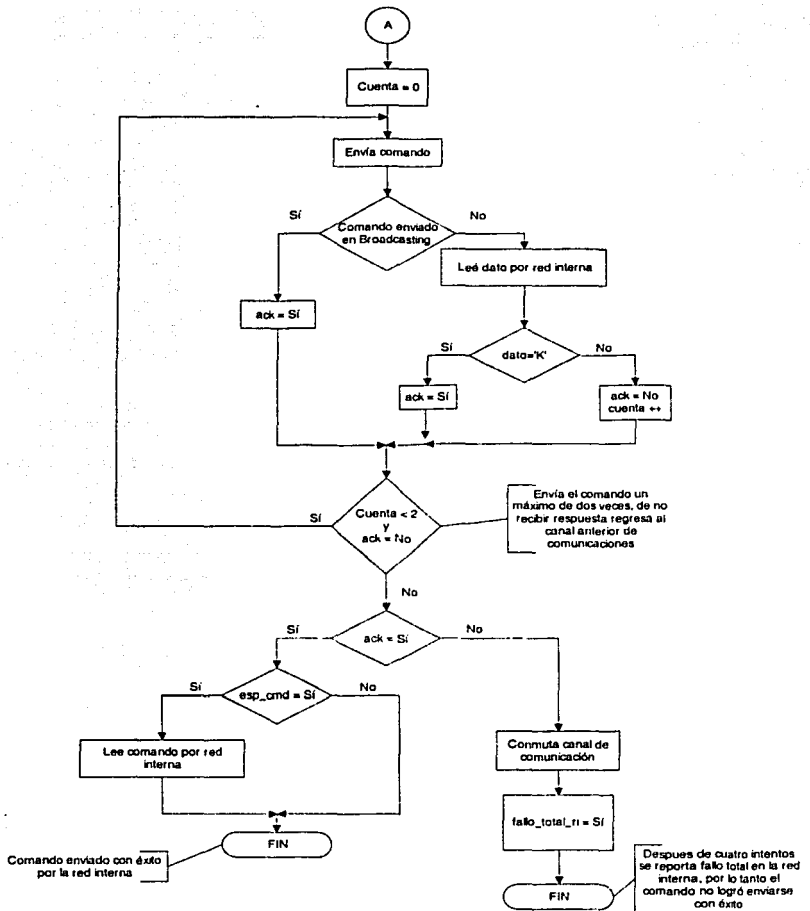 A
Cuenta = 0
Envía comando
Sí
Comando enviado
en Broadcasting
No
Leé dato por red interna
ack = Sí
Sí
dato='K'
No
ack = Sí
ack = No
cuenta ++
Sí
Cuenta < 2
y
ack = No
Envía el comando un
máximo de dos veces, de no
recibir respuesta regresa al
canal anterior de
comunicaciones
No
Sí
ack = Sí
No
Sí
esp_cmd = Sí
No
Lee comando por red
interna
Conmuta canal de
comunicación
fallo_total_ri = Sí
FIN
Comando enviado con éxito
por la red interna
FIN
Despues de cuatro intentos
se reporta fallo total en la red
interna, por lo tanto el
comando no logró enviarse
con éxito